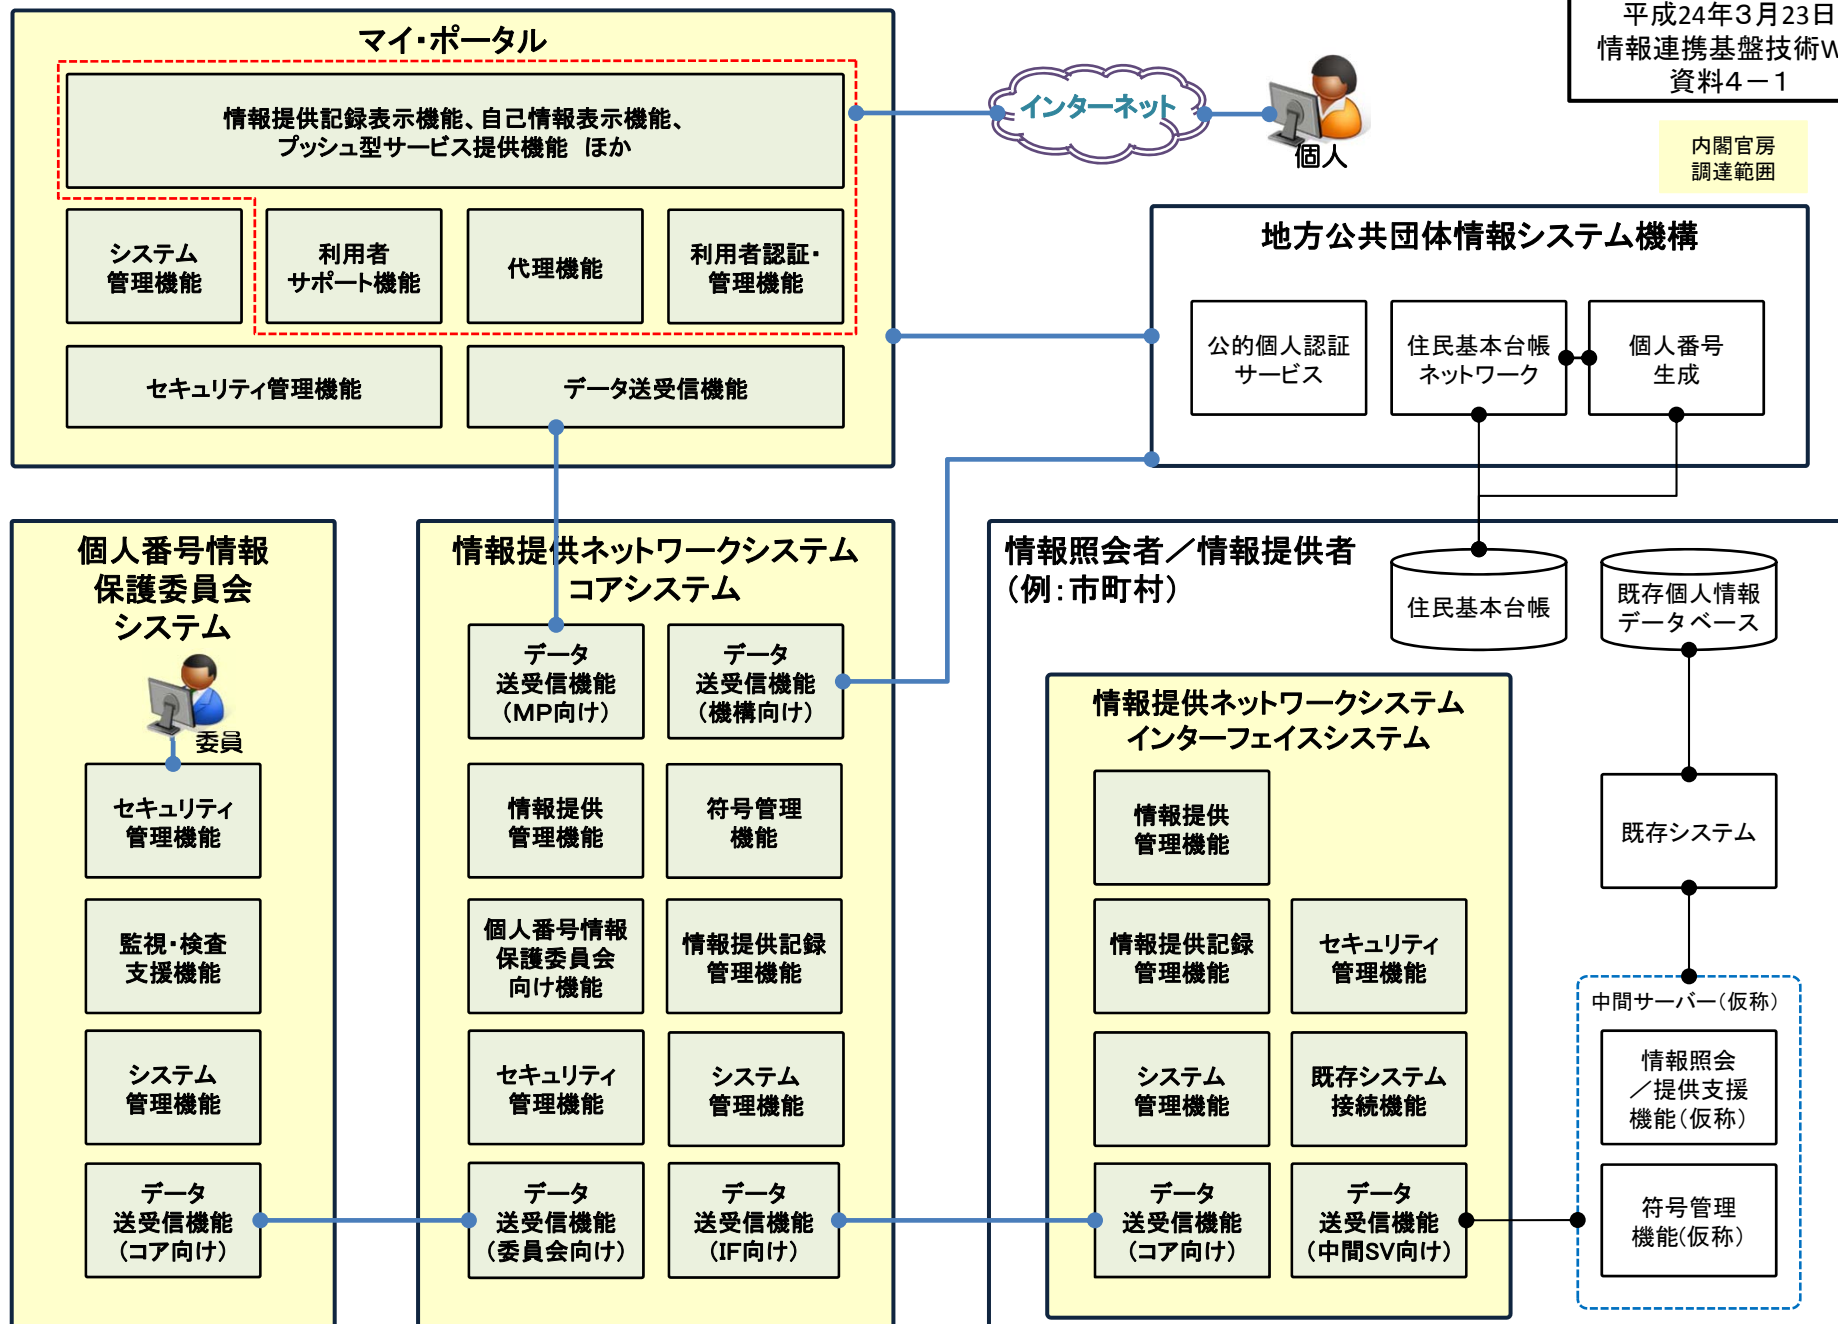 平成24年3月23日
情報連携基盤技術W
資料4－1
内閣官房
調達範囲
マイ・ポータル
情報提供記録表示機能、自己情報表示機能、
プッシュ型サービス提供機能 ほか
システム
管理機能
利用者
サポート機能
代理機能
利用者認証・
管理機能
セキュリティ管理機能
データ送受信機能
インターネット
個人
地方公共団体情報システム機構
公的個人認証
サービス
住民基本台帳
ネットワーク
個人番号
生成
個人番号情報
保護委員会
システム
委員
セキュリティ
管理機能
監視・検査
支援機能
システム
管理機能
データ
送受信機能
（コア向け）
情報提供ネットワークシステム
コアシステム
データ
送受信機能
（MP向け）
データ
送受信機能
（機構向け）
情報提供
管理機能
符号管理
機能
個人番号情報
保護委員会
向け機能
情報提供記録
管理機能
セキュリティ
管理機能
システム
管理機能
データ
送受信機能
（委員会向け）
データ
送受信機能
（IF向け）
情報照会者／情報提供者
（例：市町村）
住民基本台帳
既存個人情報
データベース
情報提供ネットワークシステム
インターフェイスシステム
情報提供
管理機能
情報提供記録
管理機能
セキュリティ
管理機能
システム
管理機能
既存システム
接続機能
データ
送受信機能
（コア向け）
データ
送受信機能
（中間SV向け）
既存システム
中間サーバー（仮称）
情報照会
／提供支援
機能（仮称）
符号管理
機能(仮称）